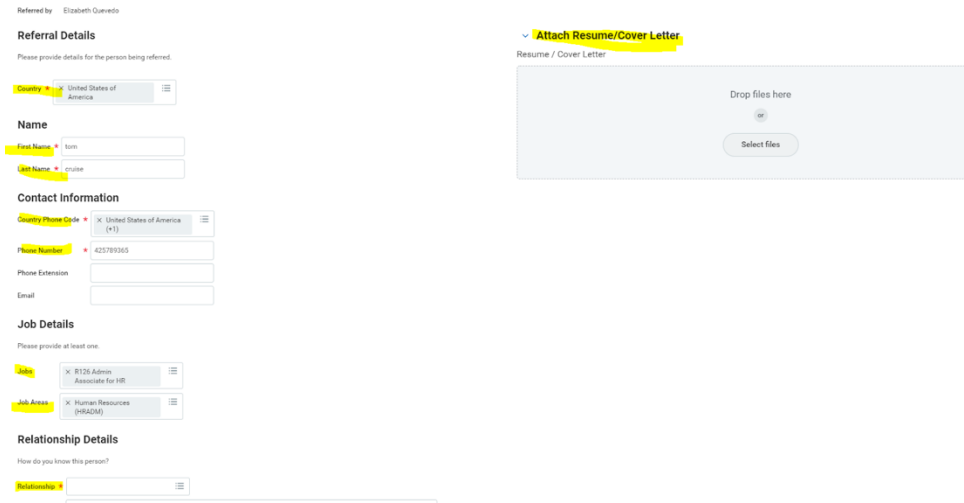 Referred by Elizabeth Quevedo
Referral Details
Please provide details for the person being referred.
Country * × United States of
America
Name
First Name * tom
Last Name * cruise
Contact Information
Country Phone Code * × United States of America
(+1)
Phone Number * 425789365
Phone Extension
Email
Job Details
Please provide at least one.
Jobs × R126 Admin
Associate for HR
Job Areas × Human Resources
(HRADM)
Relationship Details
How do you know this person?
Relationship *
Attach Resume/Cover Letter
Resume / Cover Letter
Drop files here
or
Select files